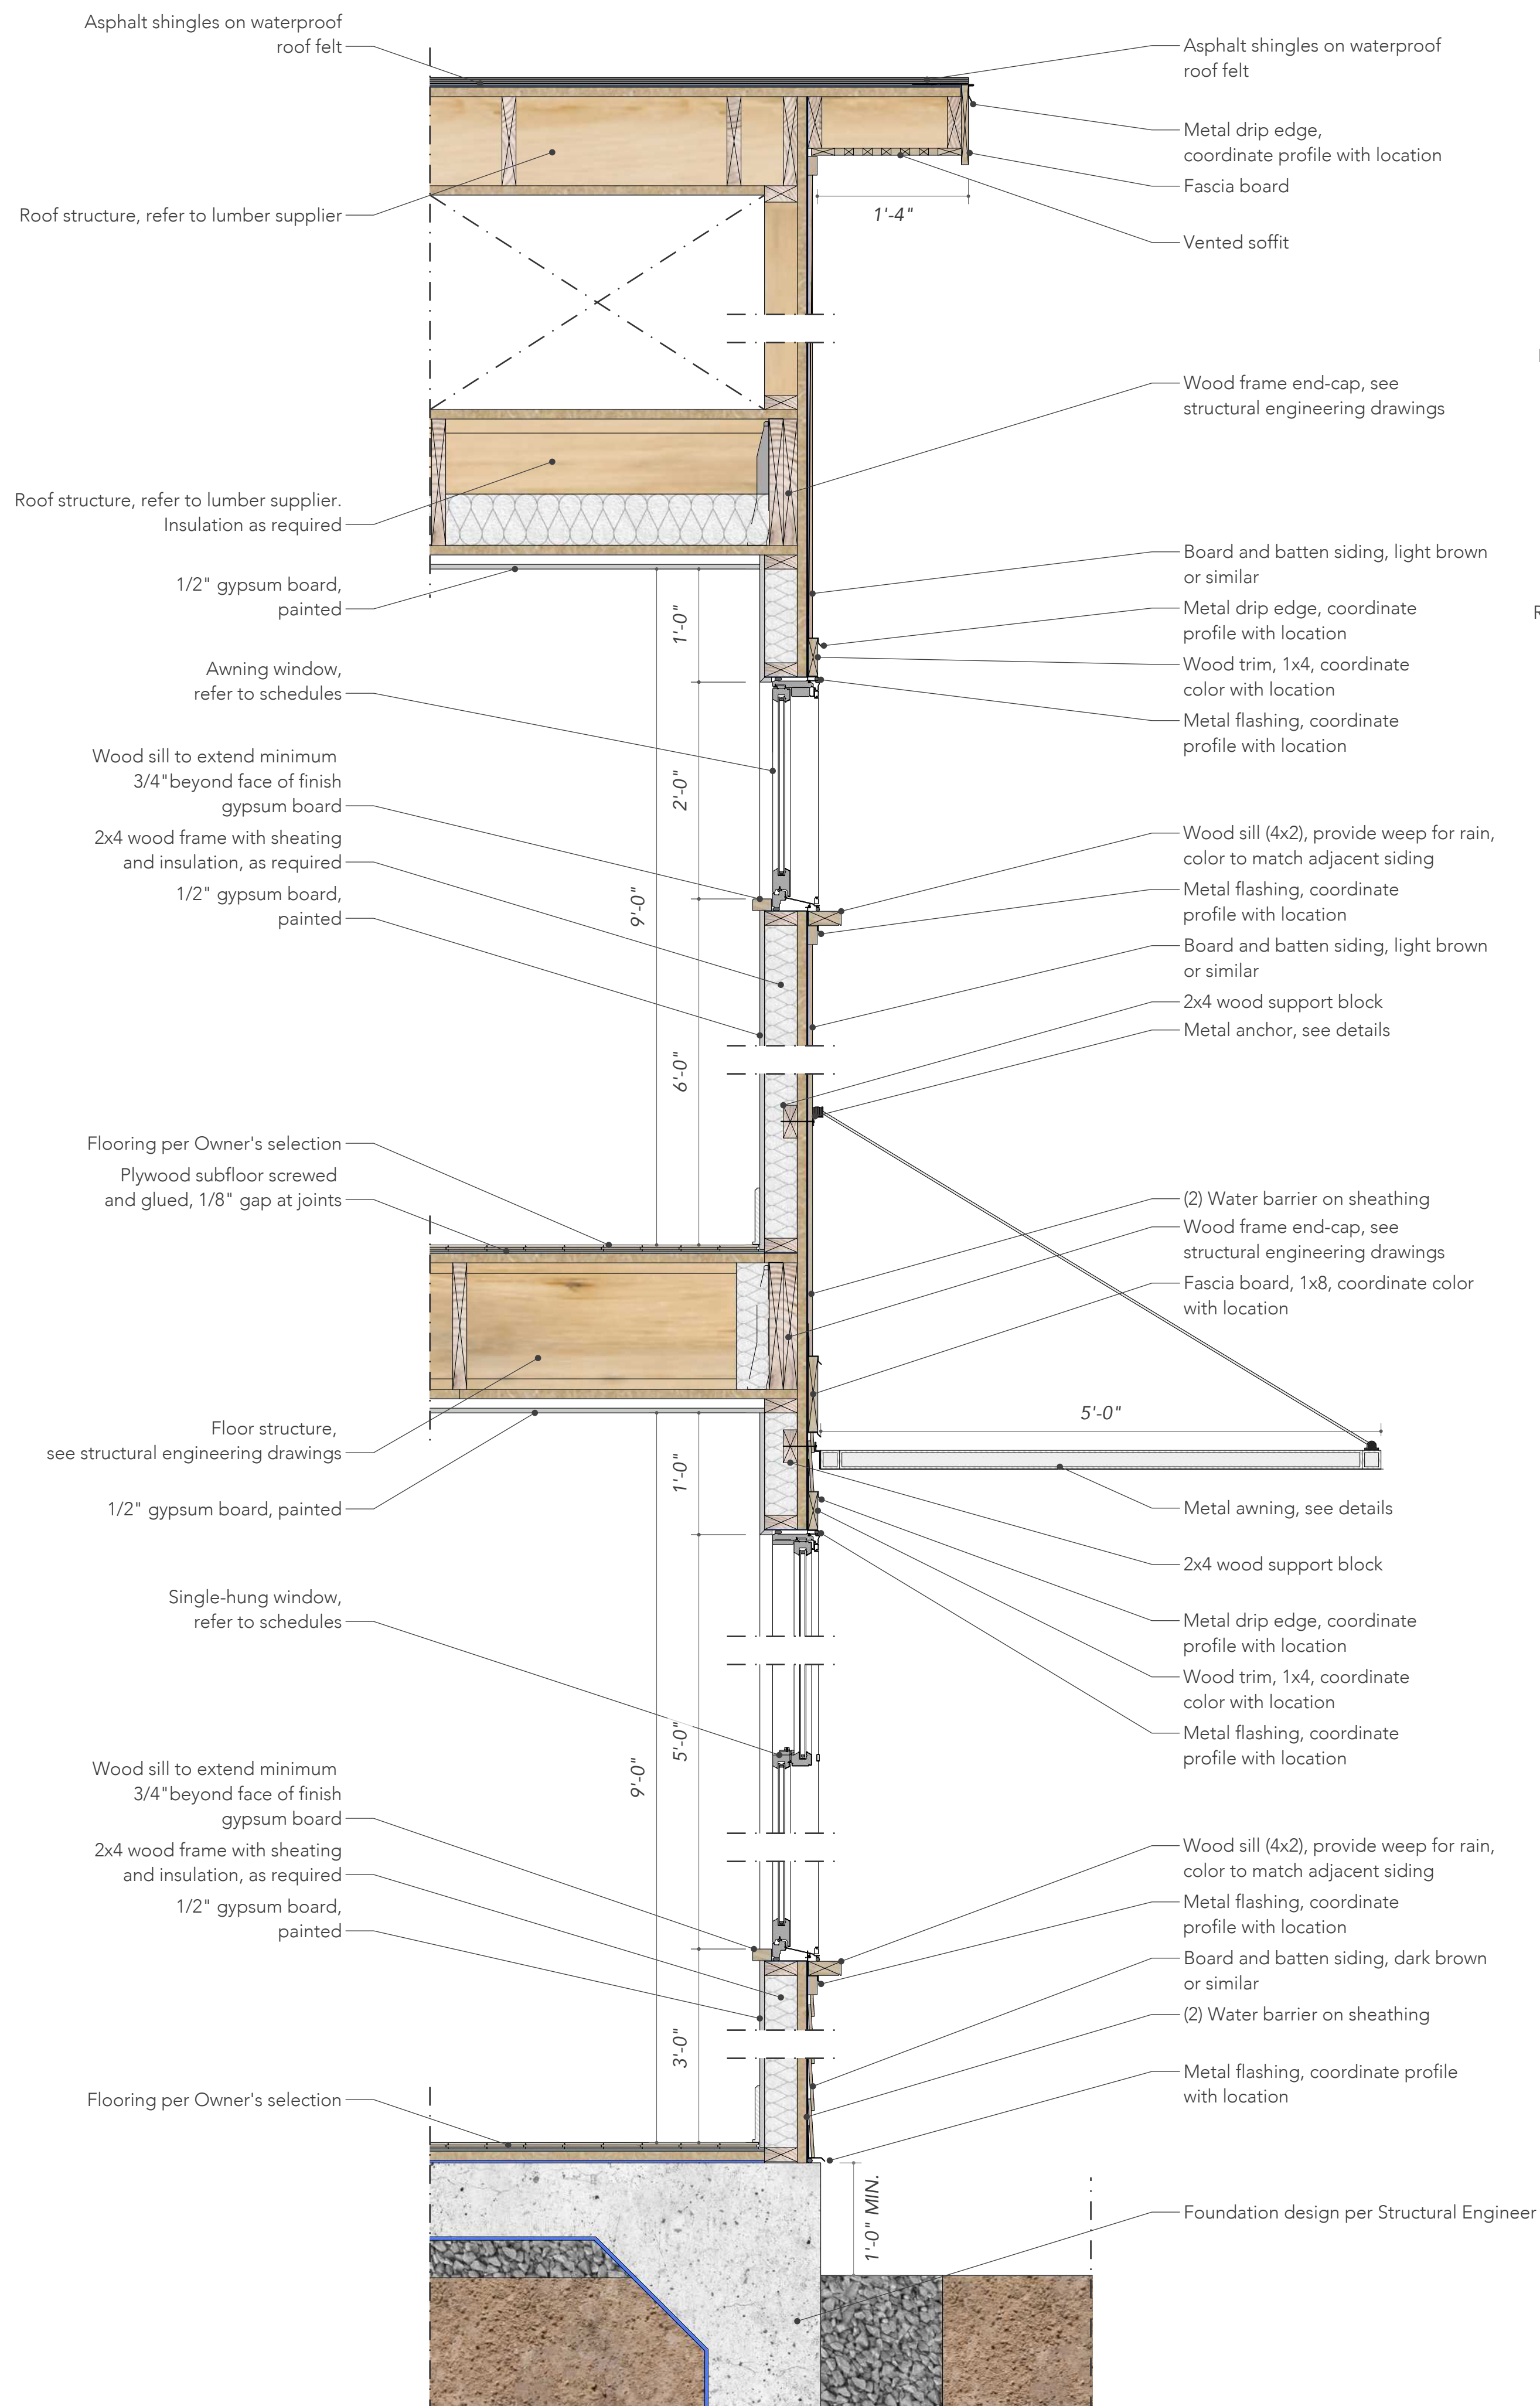 Asphalt shingles on waterproof
roof felt
Roof structure, refer to lumber supplier
Roof structure, refer to lumber supplier.
Insulation as required
1/2" gypsum board,
painted
Awning window,
refer to schedules
Wood sill to extend minimum
3/4"beyond face of finish
gypsum board
2x4 wood frame with sheating
and insulation, as required
1/2" gypsum board,
painted
Flooring per Owner's selection
Plywood subfloor screwed
and glued, 1/8" gap at joints
Floor structure,
see structural engineering drawings
1/2" gypsum board, painted
Single-hung window,
refer to schedules
Wood sill to extend minimum
3/4"beyond face of finish
gypsum board
2x4 wood frame with sheating
and insulation, as required
1/2" gypsum board,
painted
Flooring per Owner's selection
1'-4"
1'-0"
2'-0"
9'-0"
6'-0"
5'-0"
1'-0"
5'-0"
9'-0"
3'-0"
1'-0" MIN.
Asphalt shingles on waterproof
roof felt
Metal drip edge,
coordinate profile with location
Fascia board
Vented soffit
Wood frame end-cap, see
structural engineering drawings
Board and batten siding, light brown
or similar
Metal drip edge, coordinate
profile with location
Wood trim, 1x4, coordinate
color with location
Metal flashing, coordinate
profile with location
Wood sill (4x2), provide weep for rain,
color to match adjacent siding
Metal flashing, coordinate
profile with location
Board and batten siding, light brown
or similar
2x4 wood support block
Metal anchor, see details
(2) Water barrier on sheathing
Wood frame end-cap, see
structural engineering drawings
Fascia board, 1x8, coordinate color
with location
Metal awning, see details
2x4 wood support block
Metal drip edge, coordinate
profile with location
Wood trim, 1x4, coordinate
color with location
Metal flashing, coordinate
profile with location
Wood sill (4x2), provide weep for rain,
color to match adjacent siding
Metal flashing, coordinate
profile with location
Board and batten siding, dark brown
or similar
(2) Water barrier on sheathing
Metal flashing, coordinate profile
with location
Foundation design per Structural Engineer